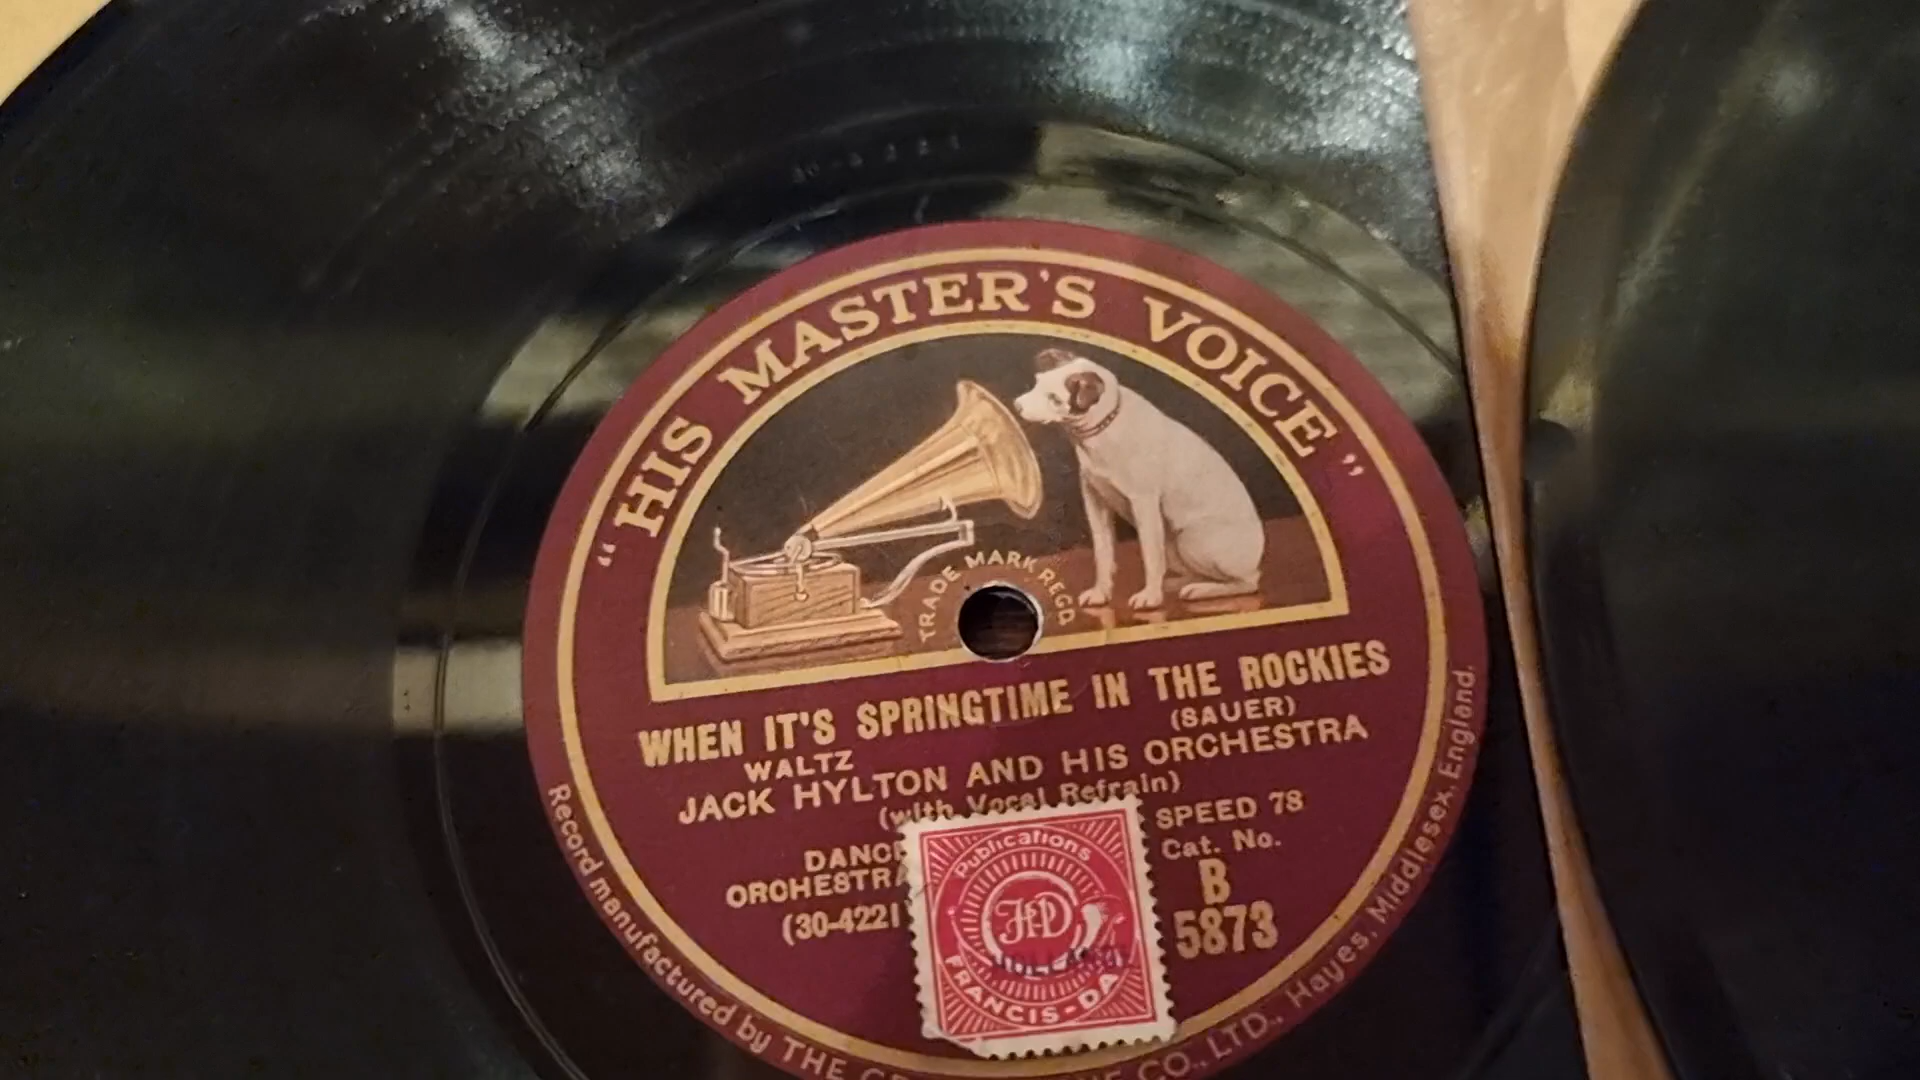 “HIS MASTER'S VOICE”
TRADE MARK REGD.
WHEN IT'S SPRINGTIME IN THE ROCKIES
WALTZ (SAUER)
JACK HYLTON AND HIS ORCHESTRA
(with Vocal Refrain)
SPEED 78
Cat. No.
B
5873
(30-4221
Publications
FD
FRANCIS-DA
Record manufactured by THE CO., LTD., Hayes, Middlesex, England.